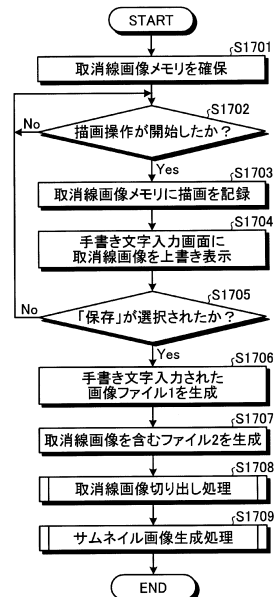 START
S1701
取消線画像メモリを確保
S1702
No
描画操作が開始したか？
Yes
S1703
取消線画像メモリに描画を記録
S1704
手書き文字入力画面に
取消線画像を上書き表示
S1705
No
「保存」が選択されたか？
Yes
S1706
手書き文字入力された
画像ファイル1を生成
S1707
取消線画像を含むファイル2を生成
S1708
取消線画像切り出し処理
S1709
サムネイル画像生成処理
END